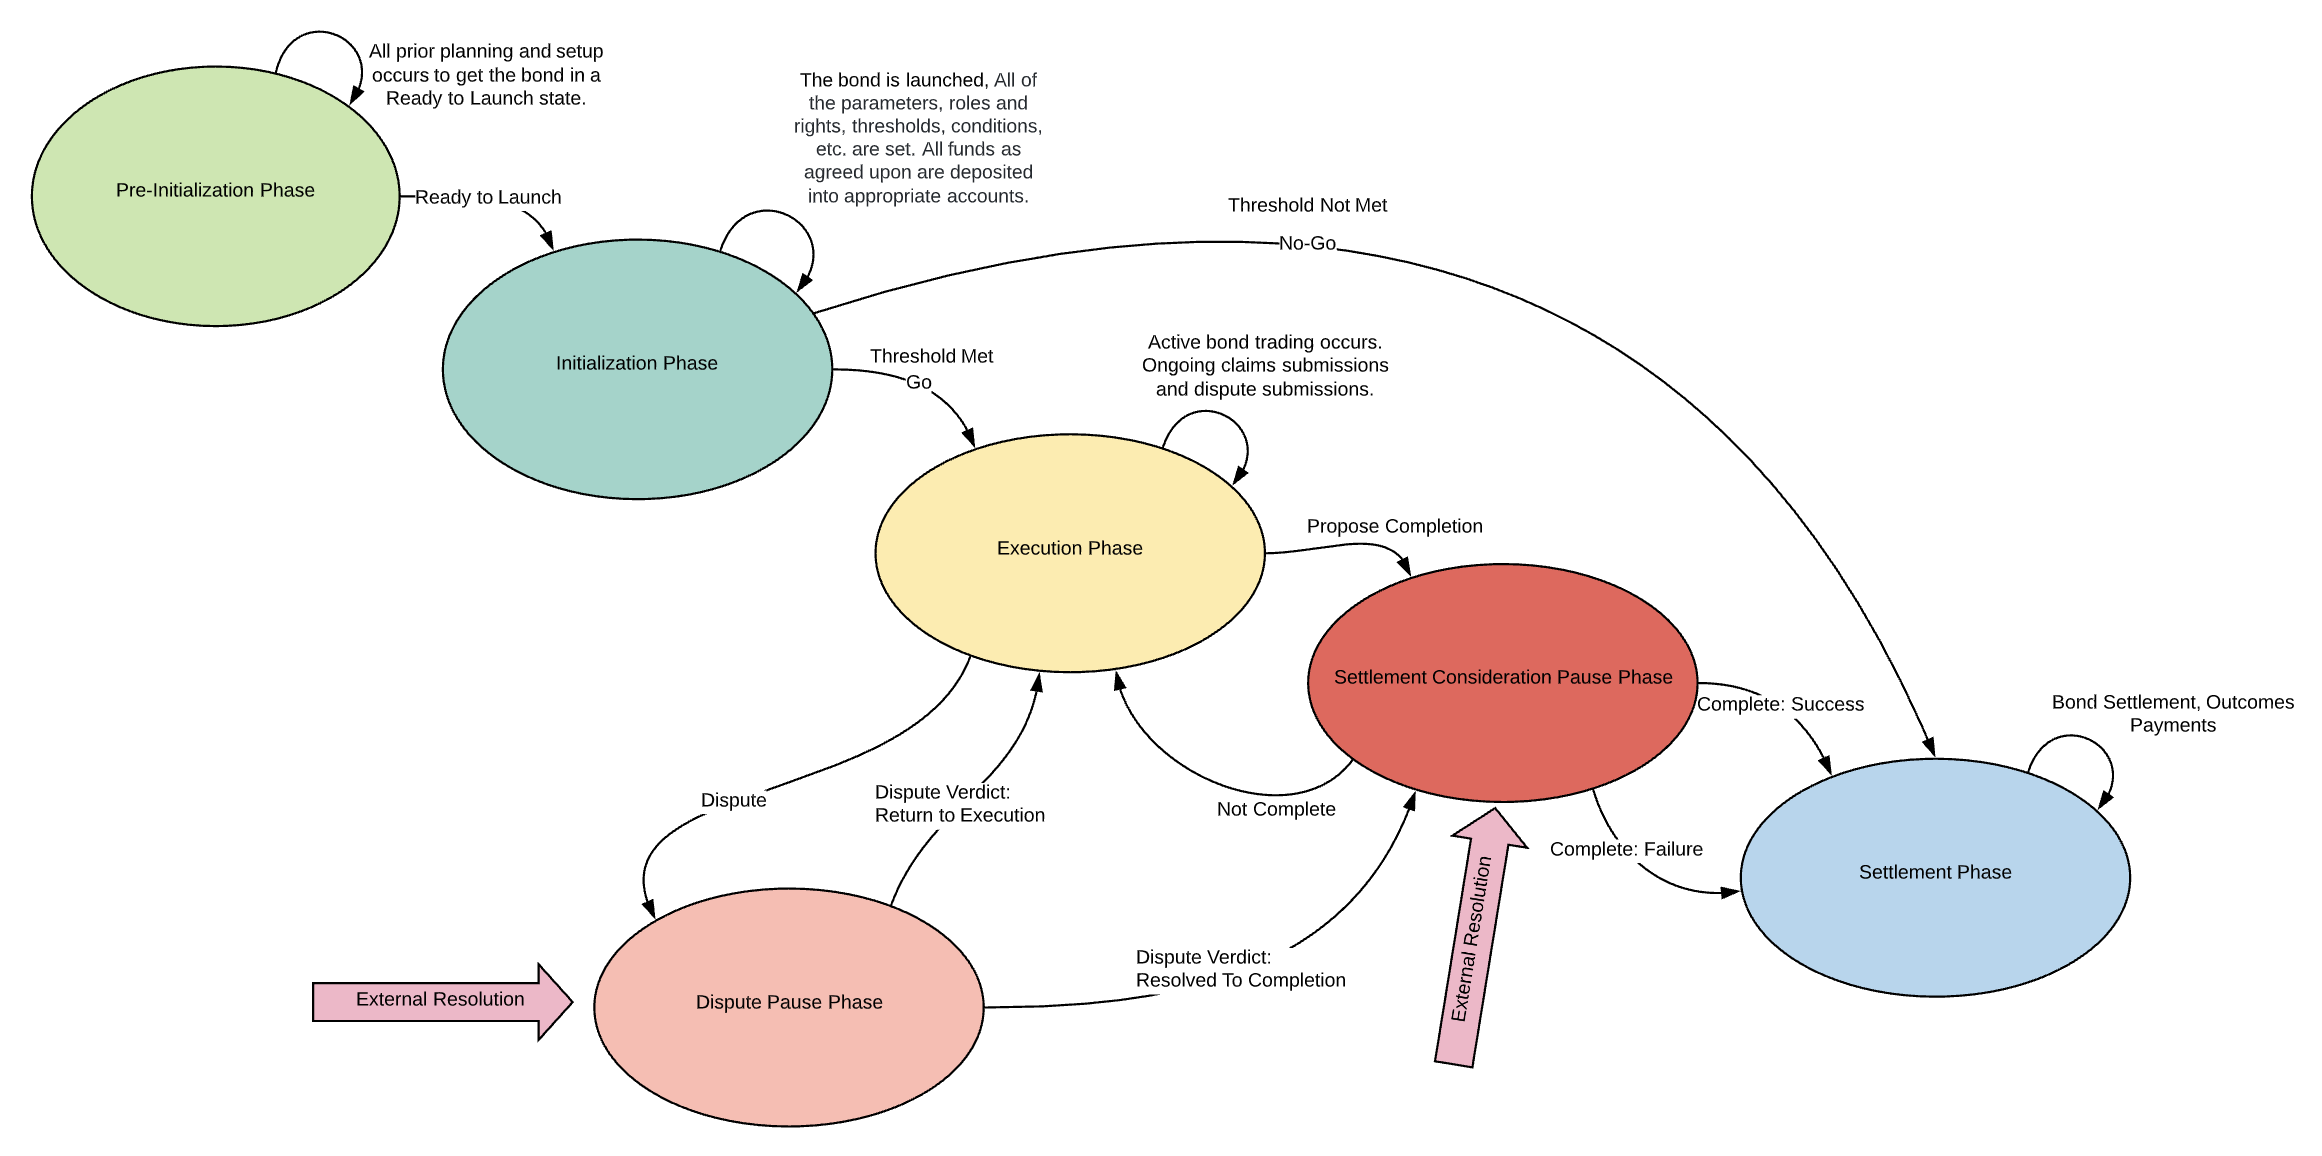 All prior planning and setup
occurs to get the bond in a
Ready to Launch state.
The bond is launched, All of
the parameters, roles and
rights, thresholds, conditions,
etc. are set. All funds as
agreed upon are deposited
into appropriate accounts.
Pre-Initialization Phase
Ready to Launch
Threshold Not Met
No-Go
Initialization Phase
Threshold Met
Go
Active bond trading occurs.
Ongoing claims submissions
and dispute submissions.
Execution Phase
Propose Completion
Settlement Consideration Pause Phase
Complete: Success
Bond Settlement, Outcomes
Payments
Dispute
Dispute Verdict:
Return to Execution
Not Complete
Complete: Failure
Settlement Phase
External Resolution
Dispute Verdict:
Resolved To Completion
External Resolution
Dispute Pause Phase